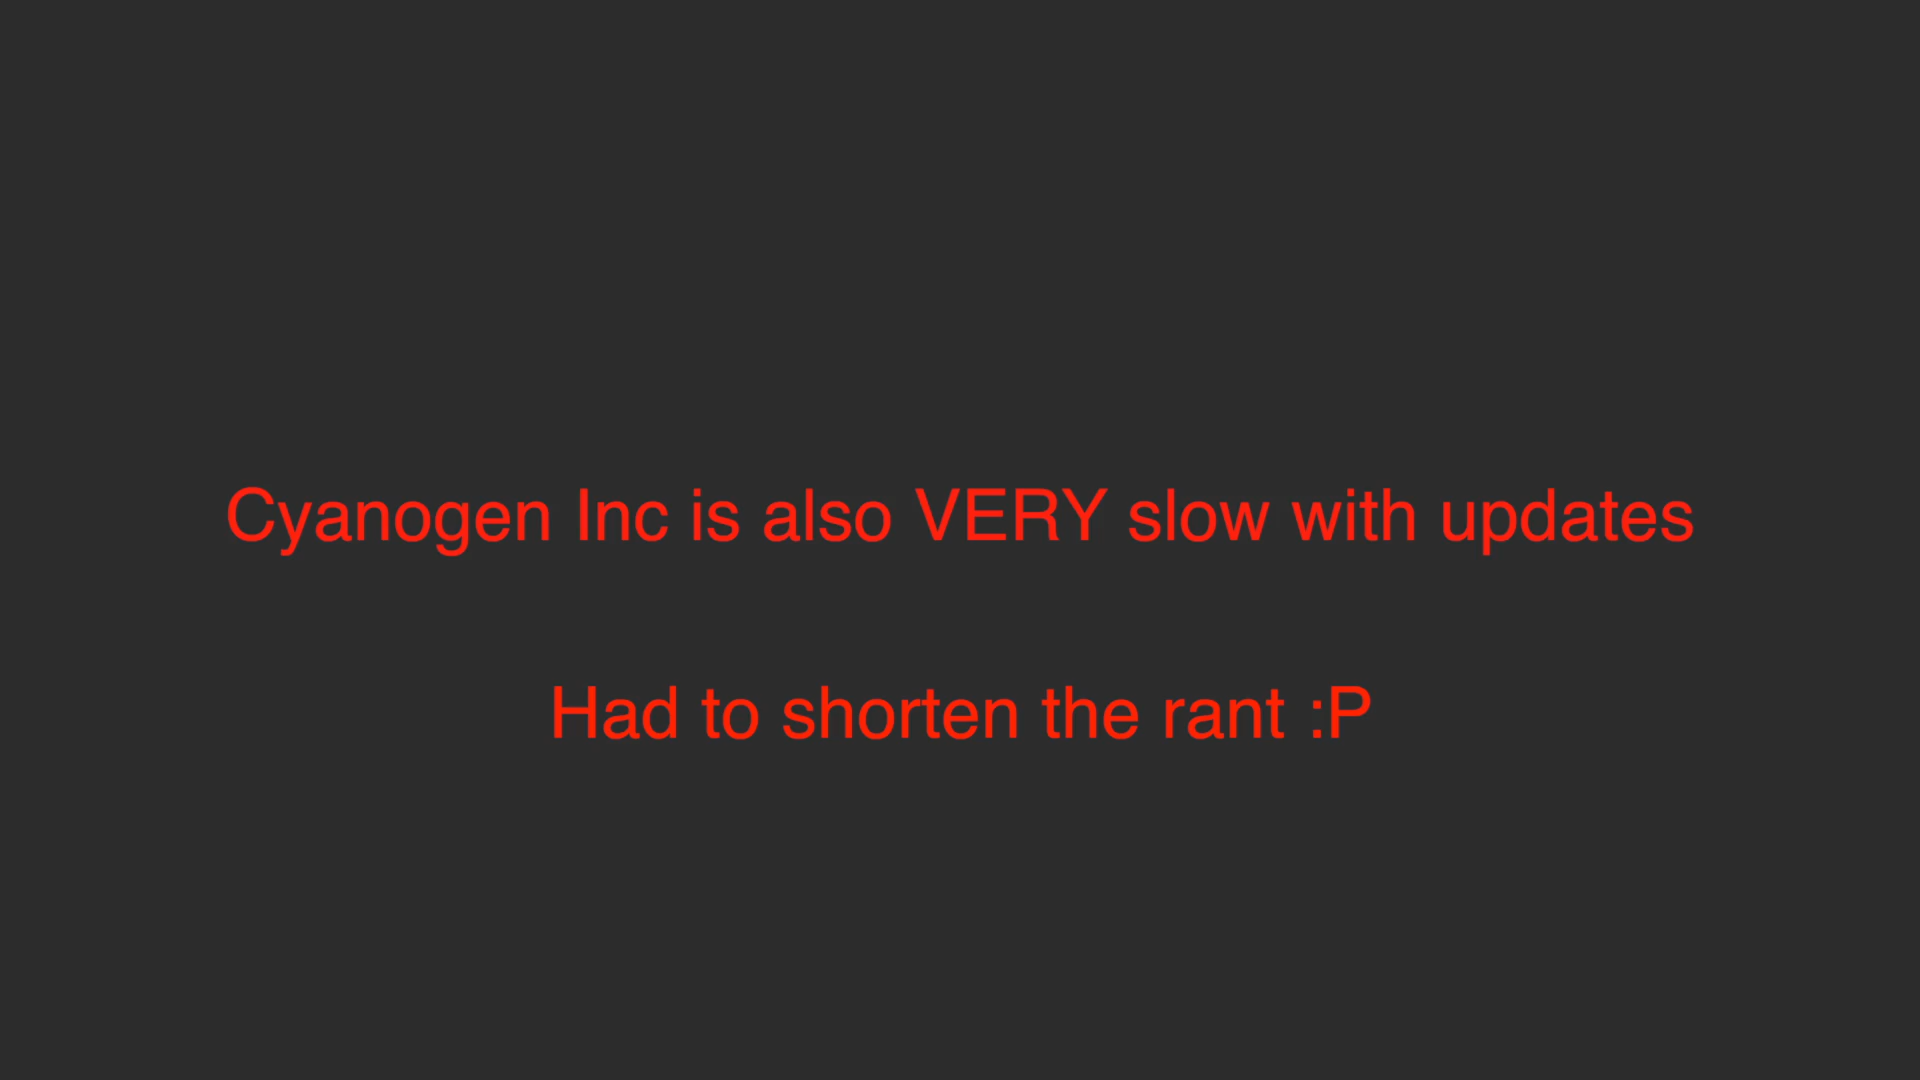 Cyanogen Inc is also VERY slow with updates
Had to shorten the rant :P